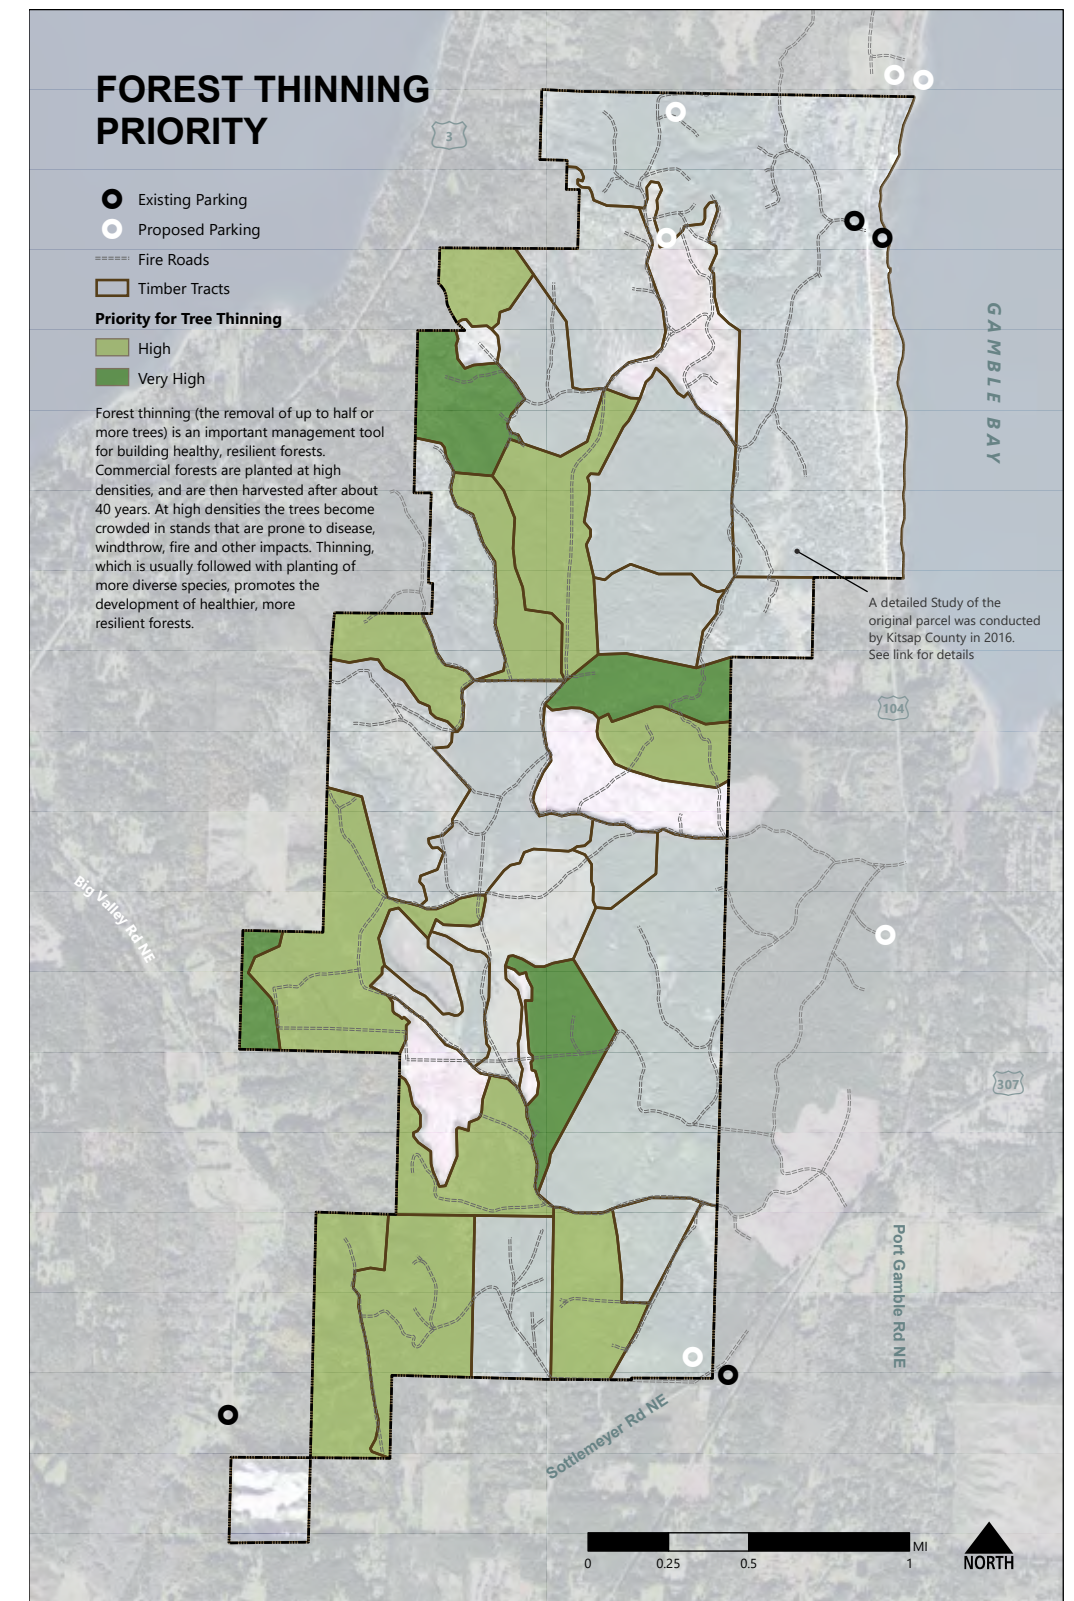 FOREST THINNING
PRIORITY
3
Existing Parking
Proposed Parking
Fire Roads
Timber Tracts
Priority for Tree Thinning
High
Very High
Forest thinning (the removal of up to half or
more trees) is an important management tool
for building healthy, resilient forests.
Commercial forests are planted at high
densities, and are then harvested after about
40 years. At high densities the trees become
crowded in stands that are prone to disease,
windthrow, fire and other impacts. Thinning,
which is usually followed with planting of
more diverse species, promotes the
development of healthier, more
resilient forests.
GAMBLE BAY
A detailed Study of the
original parcel was conducted
by Kitsap County in 2016.
See link for details
104
Big Valley Rd NE
307
Port Gamble Rd NE
Sottlemeyer Rd NE
MI
0 0.25 0.5 1
NORTH